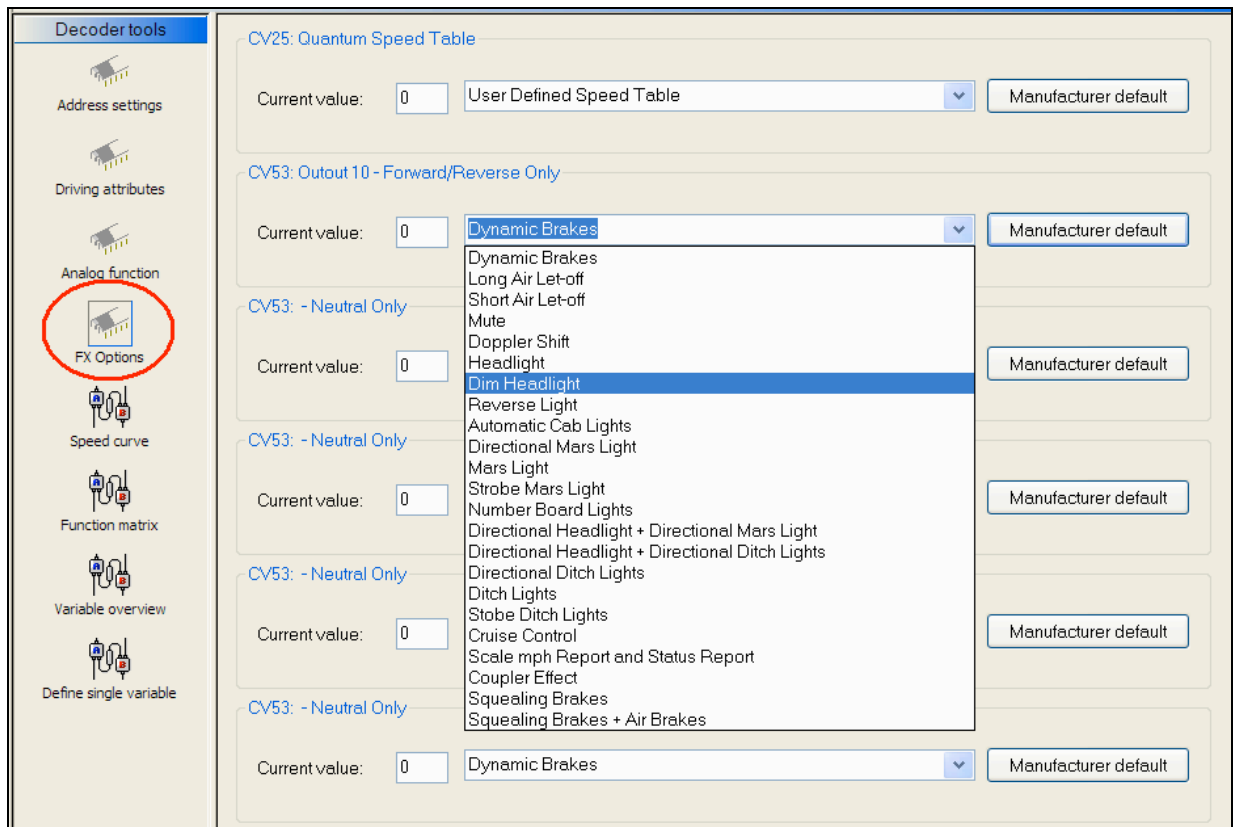 Decoder tools
Address settings
Driving attributes
Analog function
FX Options
Speed curve
Function matrix
Variable overview
Define single variable
CV25: Quantum Speed Table
Current value: 0 User Defined Speed Table Manufacturer default
CV53: Outout 10 - Forward/Reverse Only
Current value: 0 Dynamic Brakes Manufacturer default
Dynamic Brakes
Long Air Let-off
Short Air Let-off
Mute
Doppler Shift
Headlight
Dim Headlight
Reverse Light
Automatic Cab Lights
Directional Mars Light
Mars Light
Strobe Mars Light
Number Board Lights
Directional Headlight + Directional Mars Light
Directional Headlight + Directional Ditch Lights
Directional Ditch Lights
Ditch Lights
Stobe Ditch Lights
Cruise Control
Scale mph Report and Status Report
Coupler Effect
Squealing Brakes
Squealing Brakes + Air Brakes
CV53: - Neutral Only
Current value: 0 Manufacturer default
CV53: - Neutral Only
Current value: 0 Manufacturer default
CV53: - Neutral Only
Current value: 0 Manufacturer default
CV53: - Neutral Only
Current value: 0 Dynamic Brakes Manufacturer default